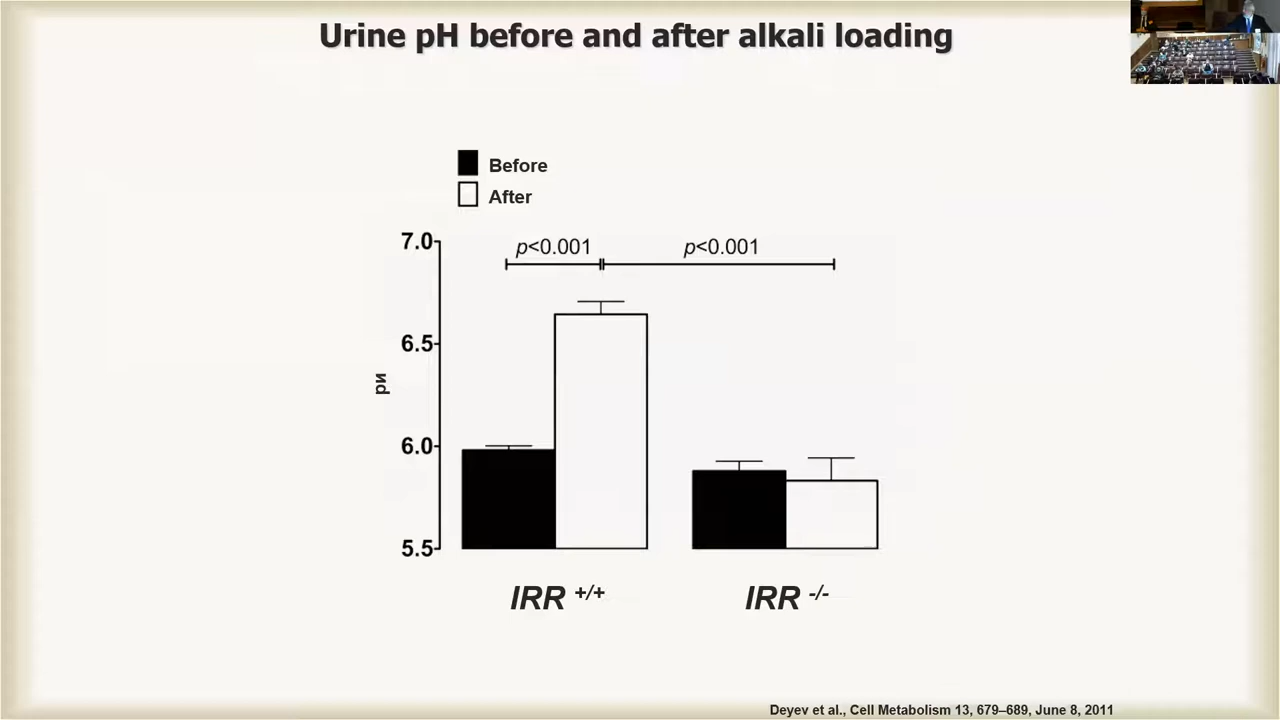 Urine pH before and after alkali loading
Before
After
7.0
p<0.001 p<0.001
6.5
6.0
5.5
IRR +/+ IRR -/-
Deyev et al., Cell Metabolism 13, 679–689, June 8, 2011